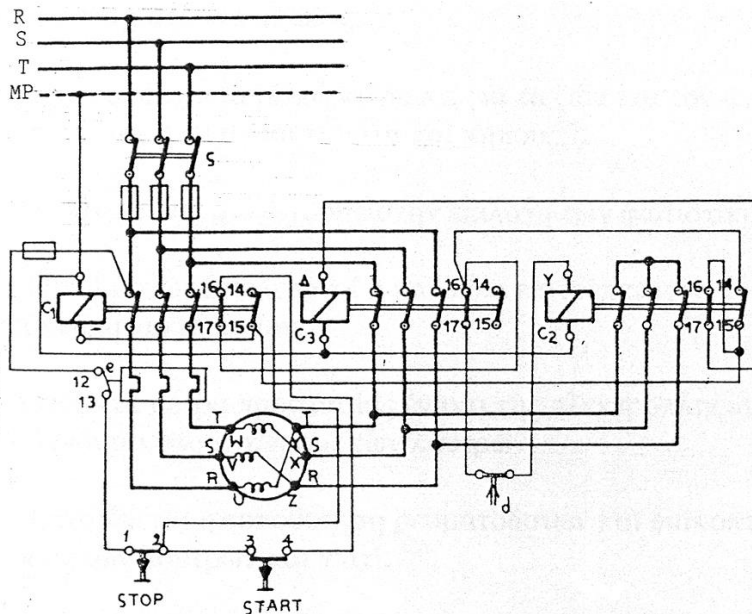 R
S
T
MP
S
C1 16 14 Δ 16 14 Y 16 14
17 15 C3 17 15 C2 17 15
e
12
13
T W Y T
S V X S
R U Z R
d
1 2 3 4
STOP START